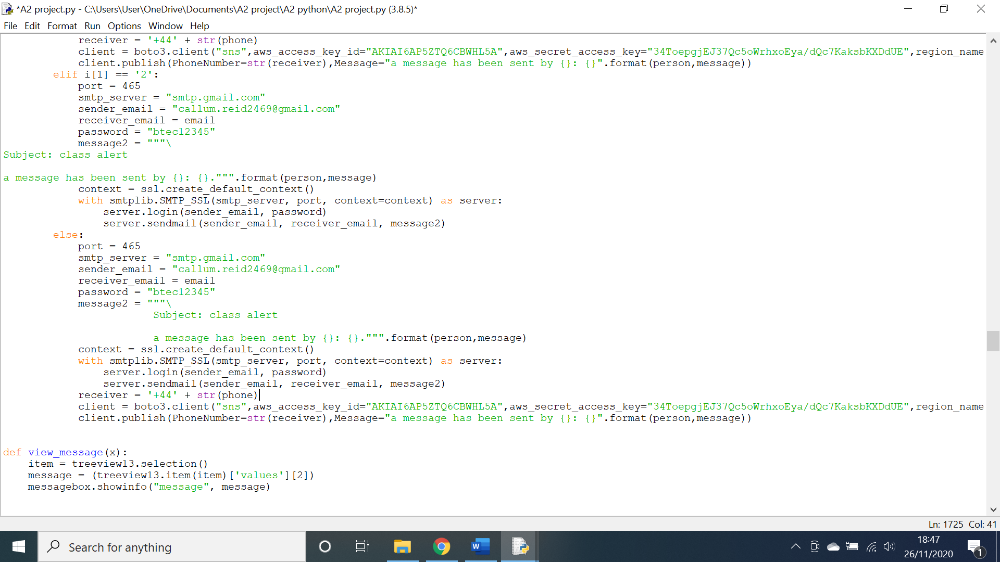 *A2 project.py - C:\Users\User\OneDrive\Documents\A2 project\A2 python\A2 project.py (3.8.5)*
File Edit Format Run Options Window Help
receiver = '+44' + str(phone)
client = boto3.client("sns",aws_access_key_id="[redacted]",aws_secret_access_key="[redacted]",region_name
client.publish(PhoneNumber=str(receiver),Message="a message has been sent by {}: {}".format(person,message))
elif i[1] == '2':
port = 465
smtp_server = "smtp.gmail.com"
sender_email = "callum.reid2469@gmail.com"
receiver_email = email
password = "[redacted]"
message2 = """\
Subject: class alert
a message has been sent by {}: {}.""".format(person,message)
context = ssl.create_default_context()
with smtplib.SMTP_SSL(smtp_server, port, context=context) as server:
server.login(sender_email, password)
server.sendmail(sender_email, receiver_email, message2)
else:
port = 465
smtp_server = "smtp.gmail.com"
sender_email = "callum.reid2469@gmail.com"
receiver_email = email
password = "[redacted]"
message2 = """\
Subject: class alert
a message has been sent by {}: {}.""".format(person,message)
context = ssl.create_default_context()
with smtplib.SMTP_SSL(smtp_server, port, context=context) as server:
server.login(sender_email, password)
server.sendmail(sender_email, receiver_email, message2)
receiver = '+44' + str(phone)
client = boto3.client("sns",aws_access_key_id="[redacted]",aws_secret_access_key="[redacted]",region_name
client.publish(PhoneNumber=str(receiver),Message="a message has been sent by {}: {}".format(person,message))
def view_message(x):
item = treeview13.selection()
message = (treeview13.item(item)['values'][2])
messagebox.showinfo("message", message)
Ln: 1725 Col: 41
Search for anything
18:47
26/11/2020
1